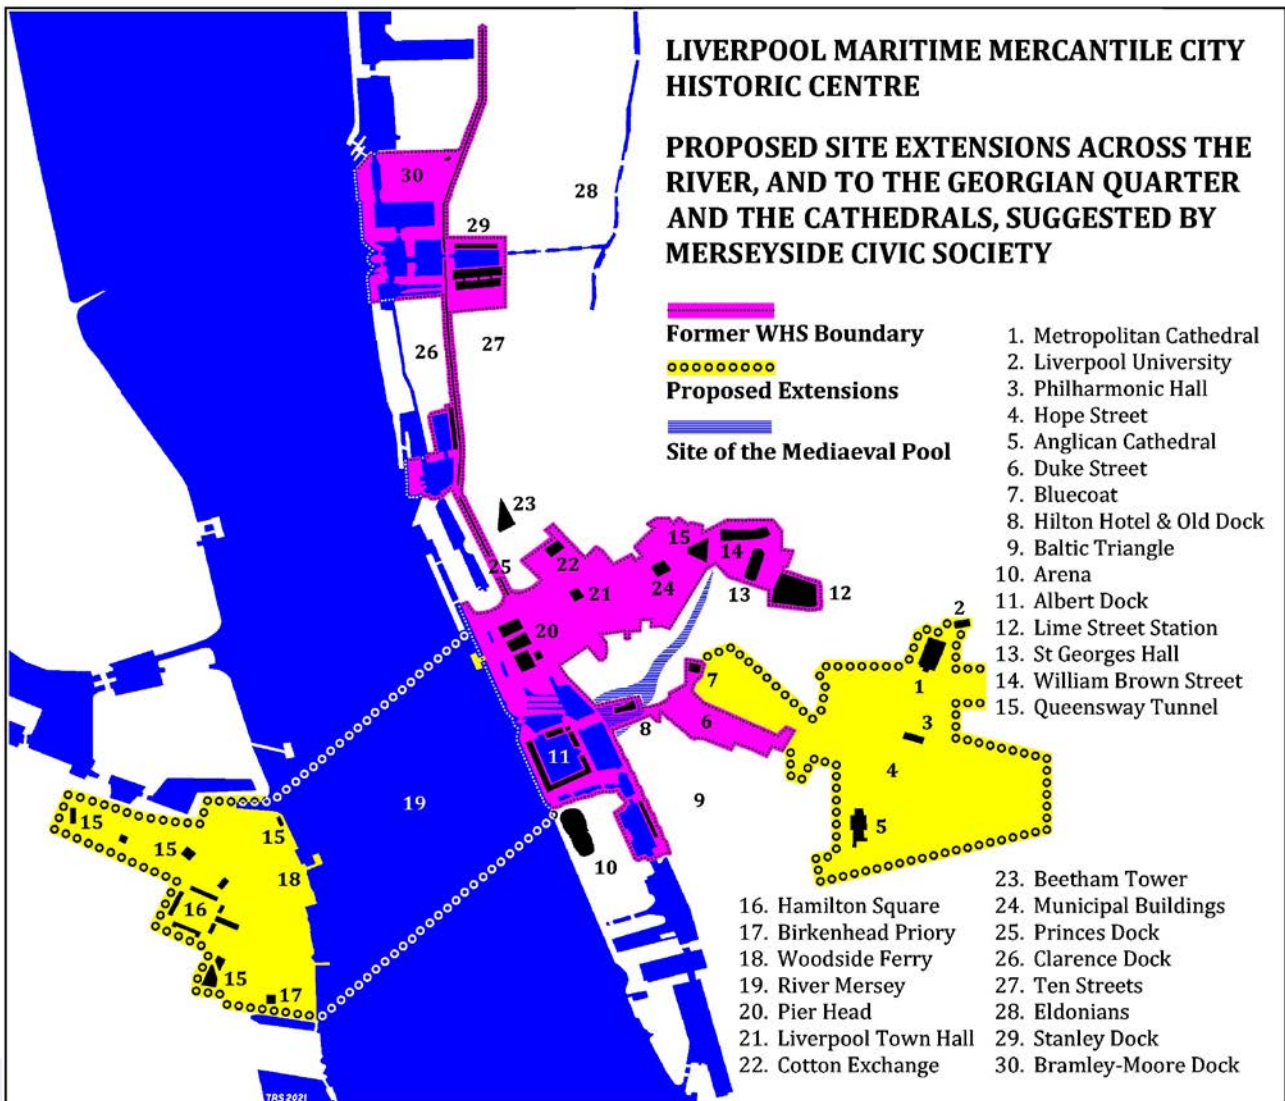 LIVERPOOL MARITIME MERCANTILE CITY
HISTORIC CENTRE
PROPOSED SITE EXTENSIONS ACROSS THE
RIVER, AND TO THE GEORGIAN QUARTER
AND THE CATHEDRALS, SUGGESTED BY
MERSEYSIDE CIVIC SOCIETY
Former WHS Boundary
Proposed Extensions
Site of the Mediaeval Pool
1. Metropolitan Cathedral
2. Liverpool University
3. Philharmonic Hall
4. Hope Street
5. Anglican Cathedral
6. Duke Street
7. Bluecoat
8. Hilton Hotel & Old Dock
9. Baltic Triangle
10. Arena
11. Albert Dock
12. Lime Street Station
13. St Georges Hall
14. William Brown Street
15. Queensway Tunnel
16. Hamilton Square
17. Birkenhead Priory
18. Woodside Ferry
19. River Mersey
20. Pier Head
21. Liverpool Town Hall
22. Cotton Exchange
23. Beetham Tower
24. Municipal Buildings
25. Princes Dock
26. Clarence Dock
27. Ten Streets
28. Eldonians
29. Stanley Dock
30. Bramley-Moore Dock
30
28
29
27
26
23
25
22
21
24
15
14
13
12
20
2
7
1
8
6
3
11
4
19
9
5
10
15
15
15
18
16
15
17
TRS 2021